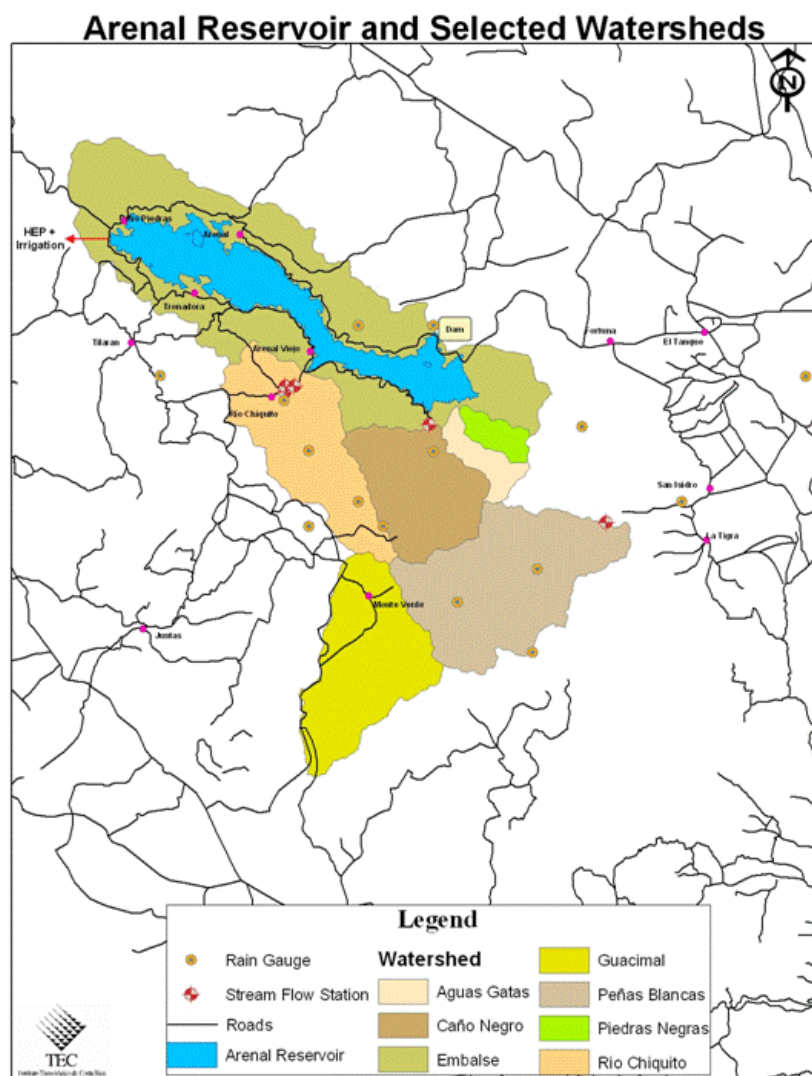 Arenal Reservoir and Selected Watersheds
N
HEP +
Irrigation
Piedras
Arenal
Tronadora
Tilaran
Arenal Viejo
Dam
Fortuna
El Tanque
Rio Chiquito
San Isidro
La Tigra
Monte Verde
Juntas
Legend
Rain Gauge
Stream Flow Station
Roads
Arenal Reservoir
Watershed
Aguas Gatas
Caño Negro
Embalse
Guacimal
Peñas Blancas
Piedras Negras
Rio Chiquito
TEC